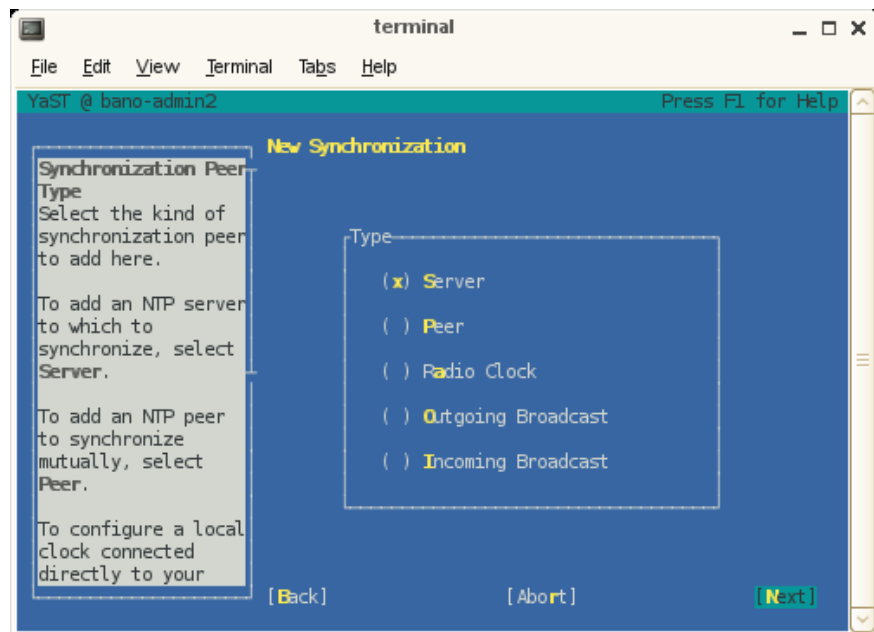 terminal
File Edit View Terminal Tabs Help
YaST @ bano-admin2 Press F1 for Help
New Synchronization
Synchronization Peer
Type
Select the kind of
synchronization peer
to add here.
To add an NTP server
to which to
synchronize, select
Server.
To add an NTP peer
to synchronize
mutually, select
Peer.
To configure a local
clock connected
directly to your
Type
(x) Server
( ) Peer
( ) Radio Clock
( ) Outgoing Broadcast
( ) Incoming Broadcast
[Back] [Abort] [Next]